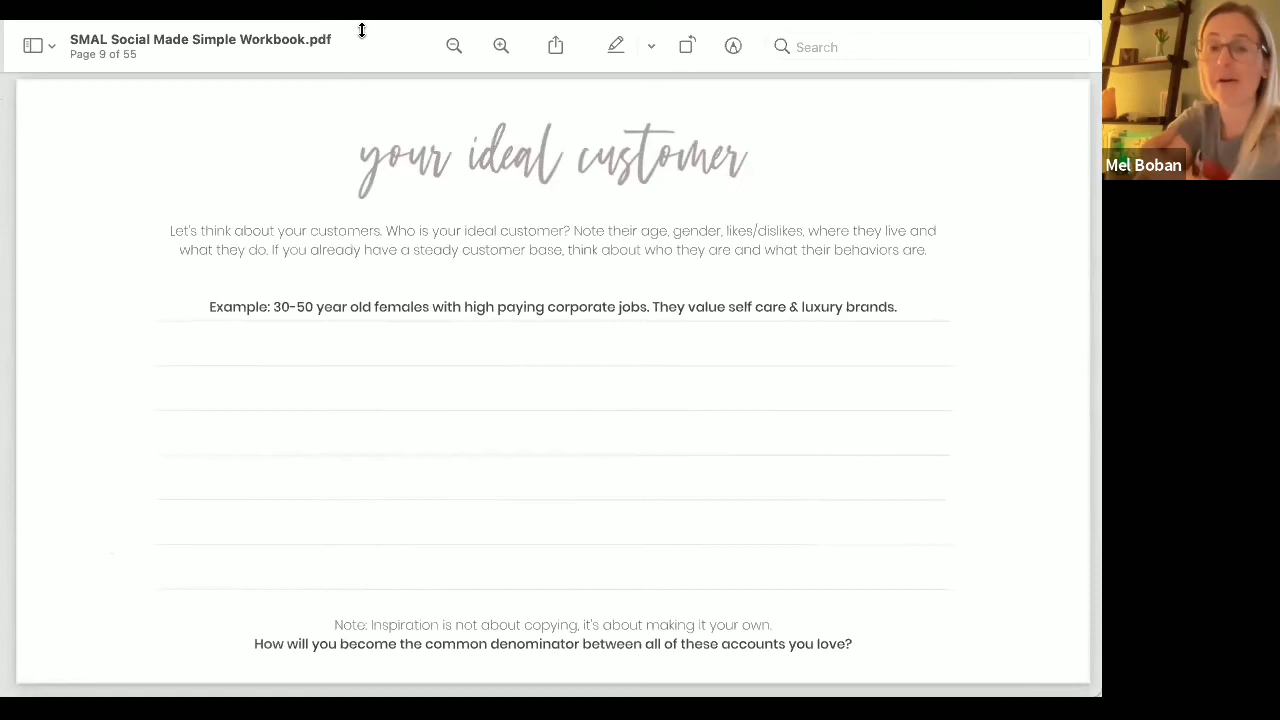 SMAL Social Made Simple Workbook.pdf
Page 9 of 55
Search
Mel Boban
your ideal customer
Let's think about your customers. Who is your ideal customer? Note their age, gender, likes/dislikes, where they live and
what they do. If you already have a steady customer base, think about who they are and what their behaviors are.
Example: 30-50 year old females with high paying corporate jobs. They value self care & luxury brands.
Note: Inspiration is not about copying, it's about making it your own.
How will you become the common denominator between all of these accounts you love?